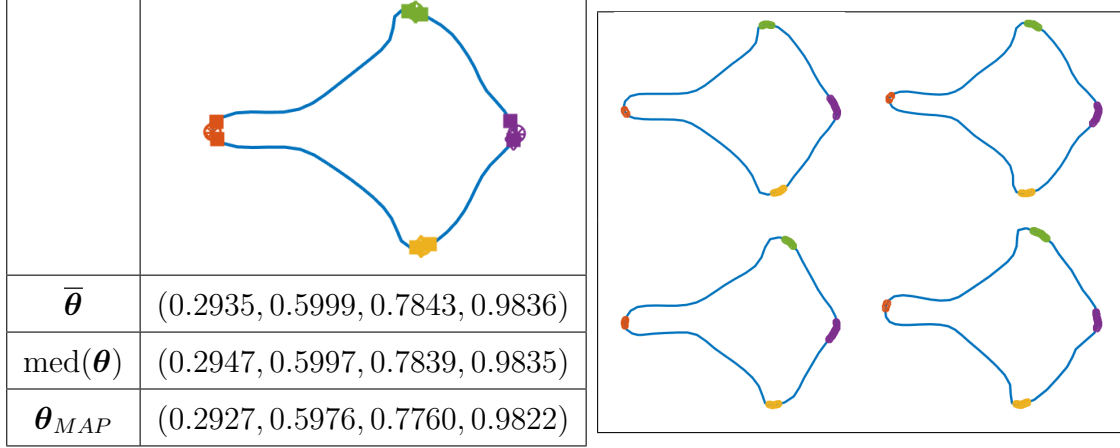 θ̅ (0.2935, 0.5999, 0.7843, 0.9836)
med(θ) (0.2947, 0.5997, 0.7839, 0.9835)
θ_MAP (0.2927, 0.5976, 0.7760, 0.9822)